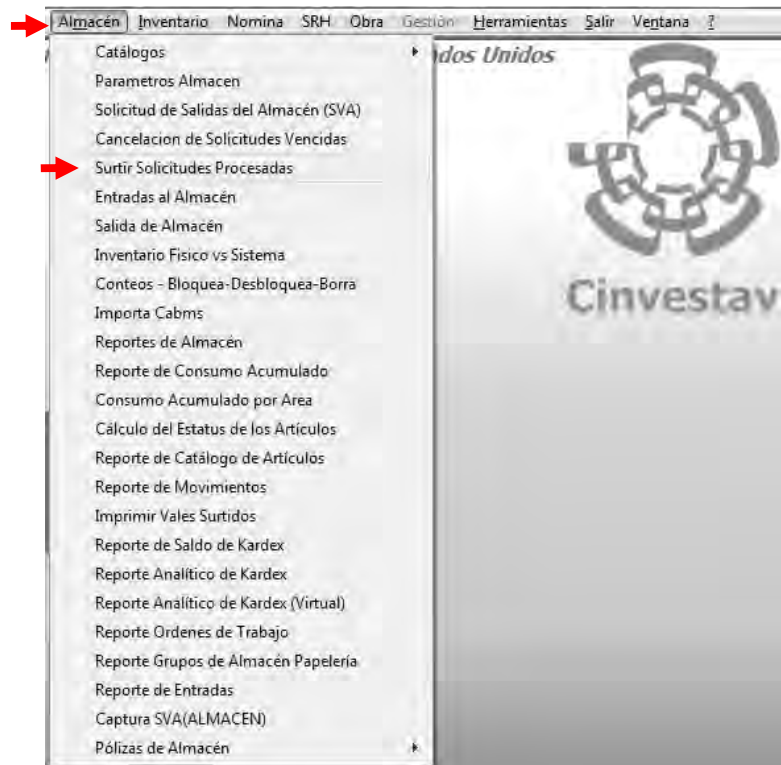 Almacén Inventario Nomina SRH Obra Gestión Herramientas Salir Ventana ?
Catálogos
dos Unidos
Parametros Almacen
Solicitud de Salidas del Almacén (SVA)
Cancelacion de Solicitudes Vencidas
Surtir Solicitudes Procesadas
Entradas al Almacén
Salida de Almacén
Inventario Fisico vs Sistema
Conteos - Bloquea-Desbloquea-Borra
Cinvestav
Importa Cabms
Reportes de Almacén
Reporte de Consumo Acumulado
Consumo Acumulado por Area
Cálculo del Estatus de los Artículos
Reporte de Catálogo de Artículos
Reporte de Movimientos
Imprimir Vales Surtidos
Reporte de Saldo de Kardex
Reporte Analítico de Kardex
Reporte Analítico de Kardex (Virtual)
Reporte Ordenes de Trabajo
Reporte Grupos de Almacén Papelería
Reporte de Entradas
Captura SVA(ALMACEN)
Pólizas de Almacén